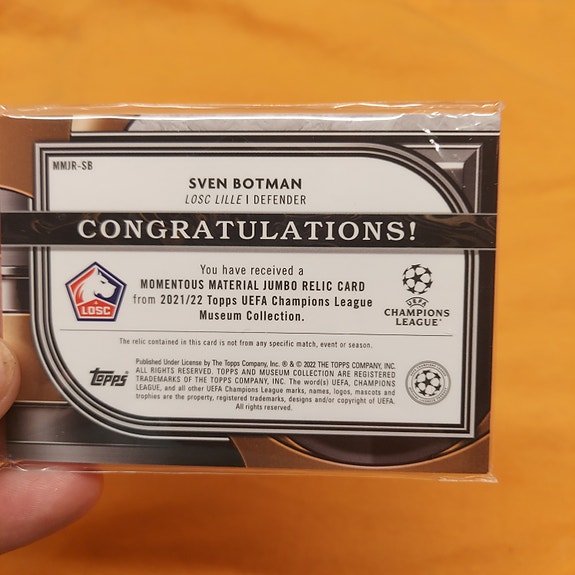 MMJR-SB
SVEN BOTMAN
LOSC LILLE | DEFENDER
CONGRATULATIONS!
You have received a
MOMENTOUS MATERIAL JUMBO RELIC CARD
from 2021/22 Topps UEFA Champions League
Museum Collection.
LOSC
UEFA
CHAMPIONS
LEAGUE
The relic contained in this card is not from any specific match, event or season.
Topps
Published Under License by The Topps Company, Inc. ® & © 2022 THE TOPPS COMPANY, INC.
ALL RIGHTS RESERVED. TOPPS AND MUSEUM COLLECTION ARE REGISTERED
TRADEMARKS OF THE TOPPS COMPANY, INC. The word(s) UEFA, CHAMPIONS
LEAGUE, and all other UEFA Champions League marks, names, logos, mascots and
trophies are the property, registered trademarks, designs and/or copyright of UEFA.
All rights reserved.